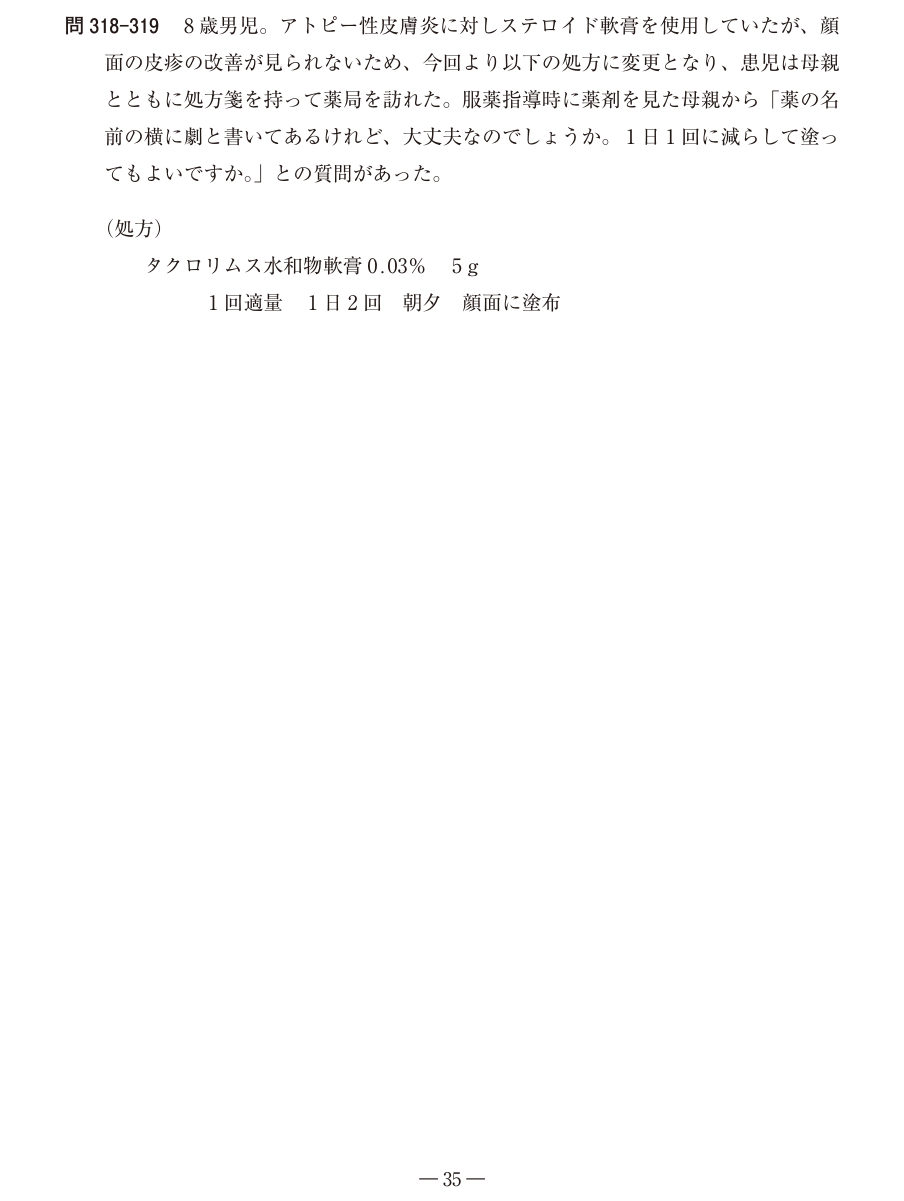 問 318−319　８歳男児。アトピー性皮膚炎に対しステロイド軟膏を使用していたが、顔
面の皮疹の改善が見られないため、今回より以下の処方に変更となり、患児は母親
とともに処方箋を持って薬局を訪れた。服薬指導時に薬剤を見た母親から「薬の名
前の横に劇と書いてあるけれど、大丈夫なのでしょうか。１日１回に減らして塗っ
てもよいですか。」との質問があった。
（処方）
タクロリムス水和物軟膏 0.03%　５g
１回適量　１日２回　朝夕　顔面に塗布
― 35 ―